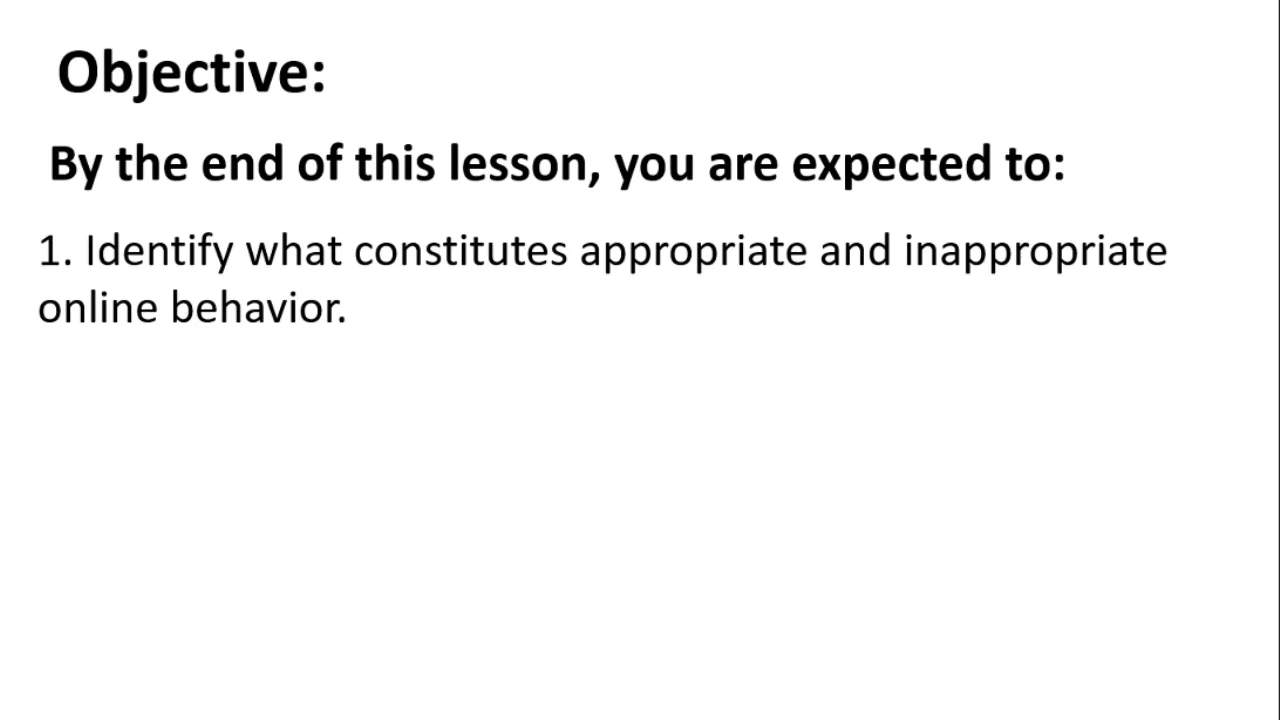 Objective:
By the end of this lesson, you are expected to:
1. Identify what constitutes appropriate and inappropriate
online behavior.